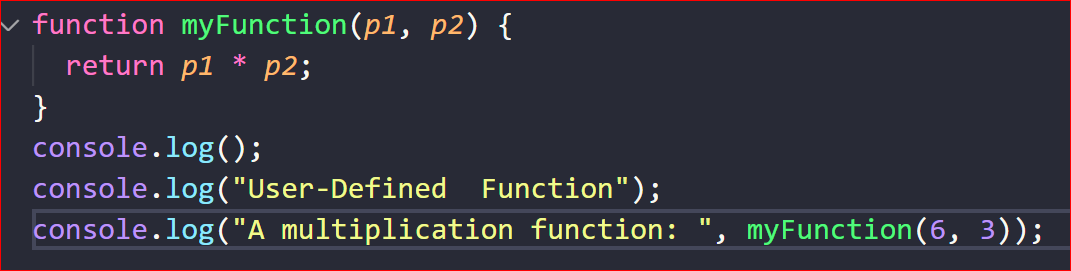 function myFunction(p1, p2) {
  return p1 * p2;
}
console.log();
console.log("User-Defined  Function");
console.log("A multiplication function: ", myFunction(6, 3));